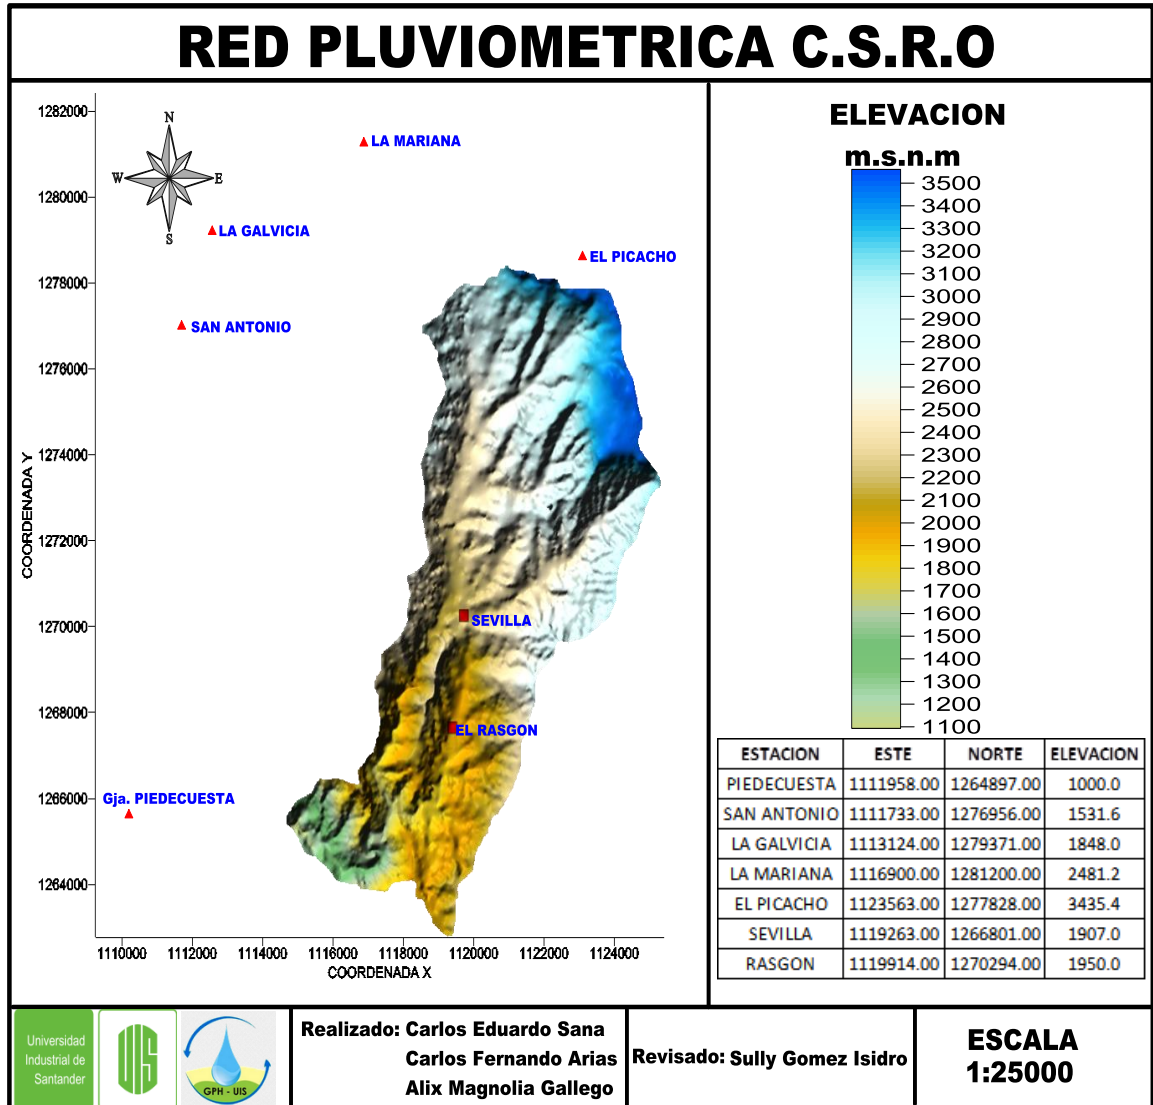 RED PLUVIOMETRICA C.S.R.O
1282000
1280000
1278000
1276000
1274000
1272000
1270000
1268000
1266000
1264000
COORDENADA Y
N
W E
S
LA MARIANA
LA GALVICIA
EL PICACHO
SAN ANTONIO
SEVILLA
EL RASGON
Gja. PIEDECUESTA
1110000 1112000 1114000 1116000 1118000 1120000 1122000 1124000
COORDENADA X
ELEVACION
m.s.n.m
3500
3400
3300
3200
3100
3000
2900
2800
2700
2600
2500
2400
2300
2200
2100
2000
1900
1800
1700
1600
1500
1400
1300
1200
1100
ESTACION ESTE NORTE ELEVACION
PIEDECUESTA 1111958.00 1264897.00 1000.0
SAN ANTONIO 1111733.00 1276956.00 1531.6
LA GALVICIA 1113124.00 1279371.00 1848.0
LA MARIANA 1116900.00 1281200.00 2481.2
EL PICACHO 1123563.00 1277828.00 3435.4
SEVILLA 1119263.00 1266801.00 1907.0
RASGON 1119914.00 1270294.00 1950.0
Universidad
Industrial de
Santander
UIS
GPH - UIS
Realizado: Carlos Eduardo Sana
Carlos Fernando Arias
Alix Magnolia Gallego
Revisado: Sully Gomez Isidro
ESCALA
1:25000